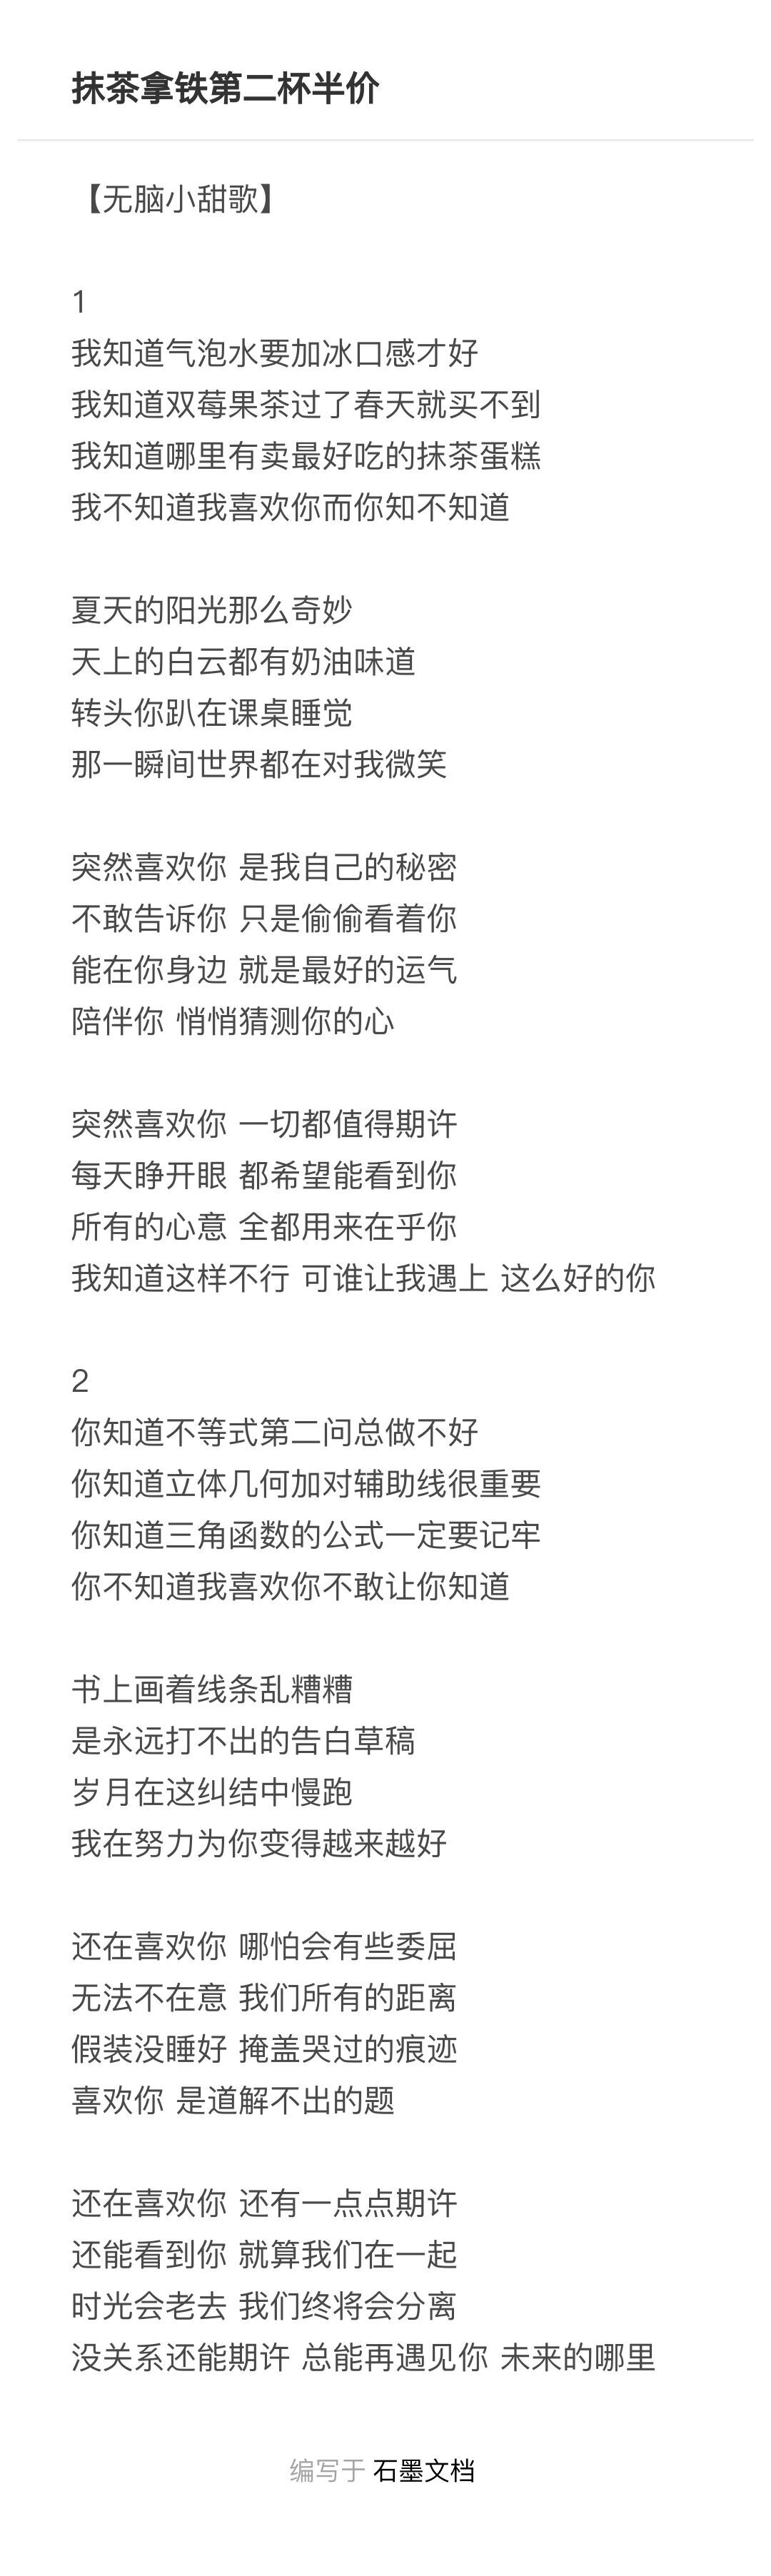 抹茶拿铁第二杯半价
【无脑小甜歌】
1
我知道气泡水要加冰口感才好
我知道双莓果茶过了春天就买不到
我知道哪里有卖最好吃的抹茶蛋糕
我不知道我喜欢你而你知不知道
夏天的阳光那么奇妙
天上的白云都有奶油味道
转头你趴在课桌睡觉
那一瞬间世界都在对我微笑
突然喜欢你 是我自己的秘密
不敢告诉你 只是偷偷看着你
能在你身边 就是最好的运气
陪伴你 悄悄猜测你的心
突然喜欢你 一切都值得期许
每天睁开眼 都希望能看到你
所有的心意 全都用来在乎你
我知道这样不行 可谁让我遇上 这么好的你
2
你知道不等式第二问总做不好
你知道立体几何加对辅助线很重要
你知道三角函数的公式一定要记牢
你不知道我喜欢你不敢让你知道
书上画着线条乱糟糟
是永远打不出的告白草稿
岁月在这纠结中慢跑
我在努力为你变得越来越好
还在喜欢你 哪怕会有些委屈
无法不在意 我们所有的距离
假装没睡好 掩盖哭过的痕迹
喜欢你 是道解不出的题
还在喜欢你 还有一点点期许
还能看到你 就算我们在一起
时光会老去 我们终将会分离
没关系还能期许 总能再遇见你 未来的哪里
编写于 石墨文档